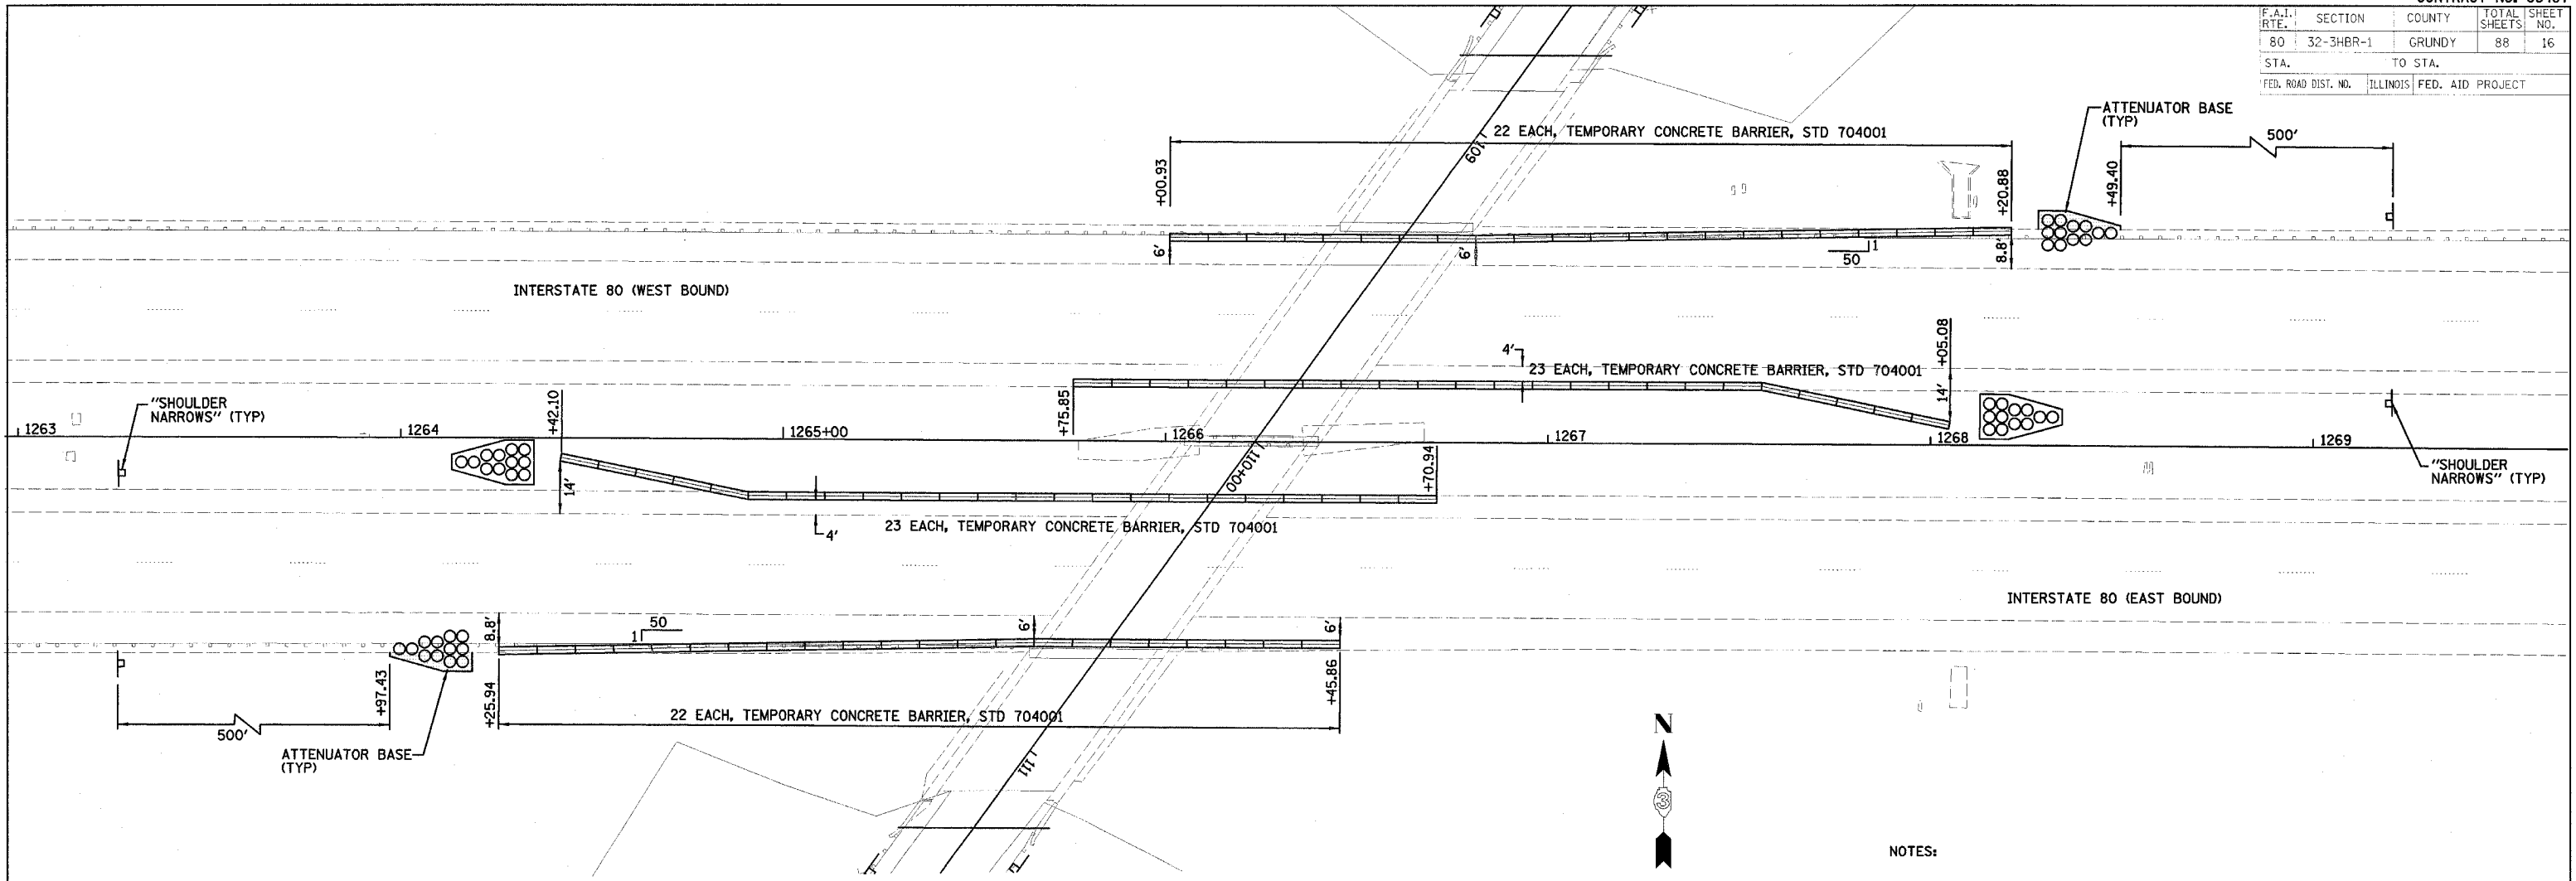 F.A.I. RTE. SECTION COUNTY TOTAL SHEETS SHEET NO.
80 32-3HBR-1 GRUNDY 88 16
STA. TO STA.
FED. ROAD DIST. NO. ILLINOIS FED. AID PROJECT
ATTENUATOR BASE
(TYP)
22 EACH, TEMPORARY CONCRETE BARRIER, STD 704001
500'
+00.93
+20.88
+49.40
109
6'
6'
50
1
8.8'
INTERSTATE 80 (WEST BOUND)
4'
23 EACH, TEMPORARY CONCRETE BARRIER, STD 704001
+05.08
14'
"SHOULDER
NARROWS" (TYP)
+42.10
+75.85
1263
1264
1265+00
1266
1267
1268
1269
110+00
+70.94
"SHOULDER
NARROWS" (TYP)
14'
4'
23 EACH, TEMPORARY CONCRETE BARRIER, STD 704001
INTERSTATE 80 (EAST BOUND)
8.8'
1
50
6'
6'
+97.43
+25.94
+45.86
22 EACH, TEMPORARY CONCRETE BARRIER, STD 704001
500'
ATTENUATOR BASE
(TYP)
111
N
3
NOTES: